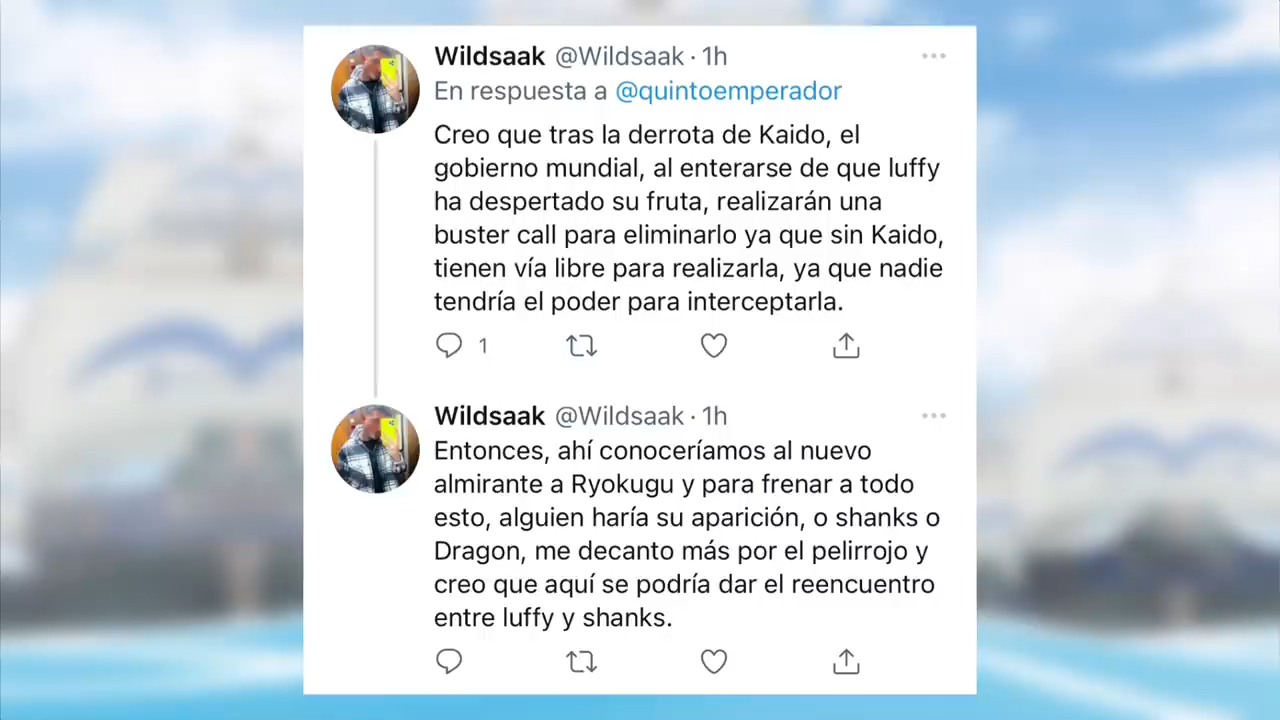 Wildsaak @Wildsaak · 1h
En respuesta a @quintoemperador
Creo que tras la derrota de Kaido, el
gobierno mundial, al enterarse de que luffy
ha despertado su fruta, realizarán una
buster call para eliminarlo ya que sin Kaido,
tienen vía libre para realizarla, ya que nadie
tendría el poder para interceptarla.
1
Wildsaak @Wildsaak · 1h
Entonces, ahí conoceríamos al nuevo
almirante a Ryokugu y para frenar a todo
esto, alguien haría su aparición, o shanks o
Dragon, me decanto más por el pelirrojo y
creo que aquí se podría dar el reencuentro
entre luffy y shanks.